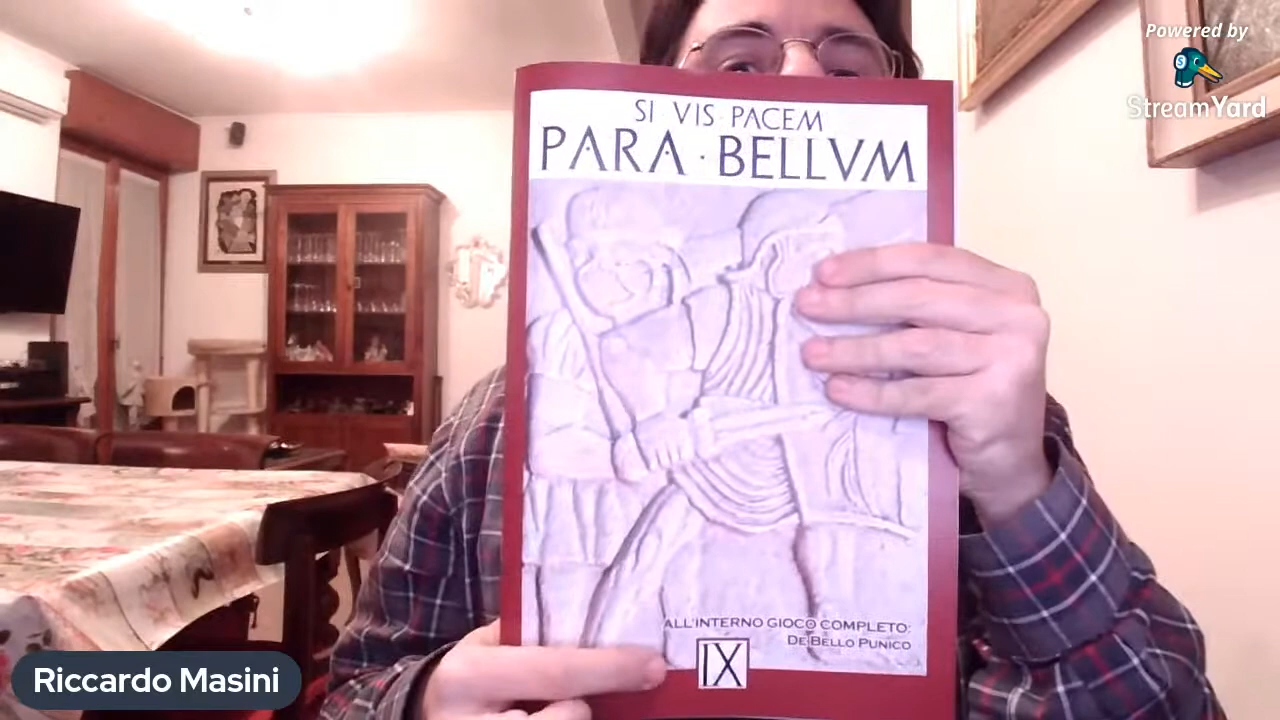 Powered by
StreamYard
SI·VIS·PACEM
PARA·BELLVM
ALL'INTERNO GIOCO COMPLETO:
DE BELLO PUNICO
IX
Riccardo Masini